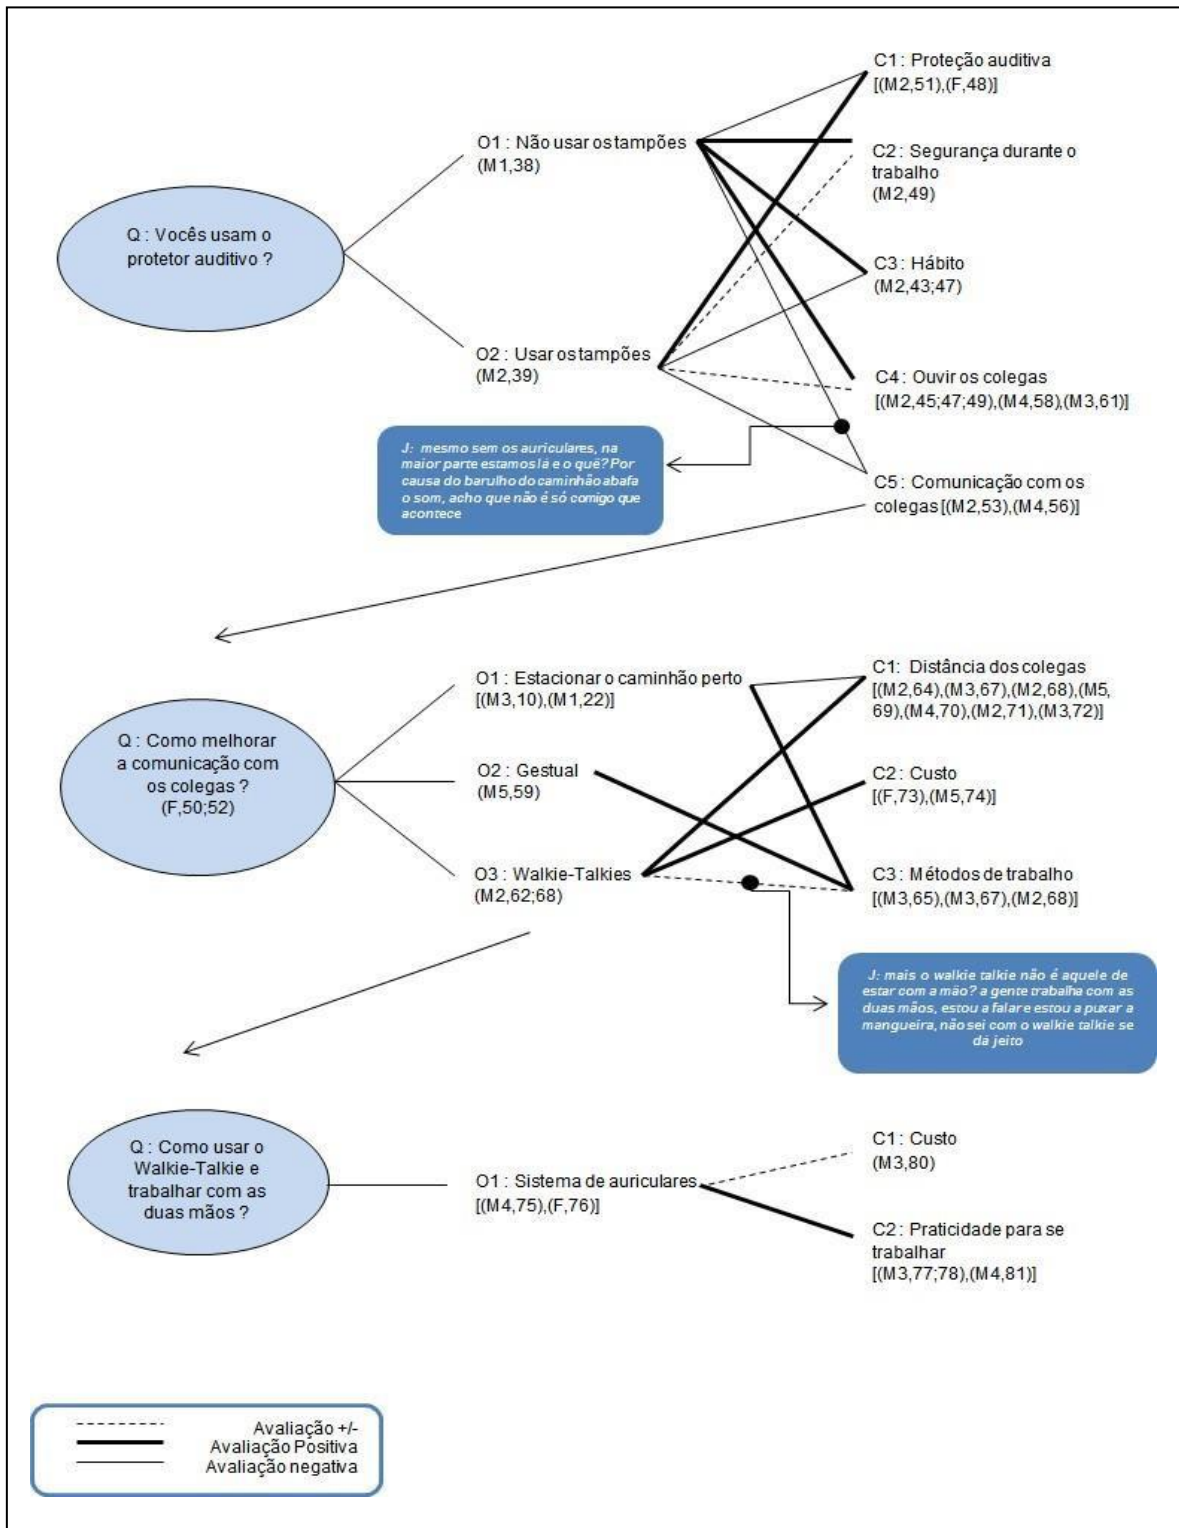 C1 : Proteção auditiva
[(M2,51),(F,48)]
O1 : Não usar os tampões
(M1,38)
C2 : Segurança durante o
trabalho
(M2,49)
Q : Vocês usam o
protetor auditivo ?
C3 : Hábito
(M2,43;47)
O2 : Usar os tampões
(M2,39)
C4 : Ouvir os colegas
[(M2,45;47;49),(M4,58),(M3,61)]
J: mesmo sem os auriculares, na
maior parte estamos lá e o quê? Por
causa do barulho do caminhão abafa
o som, acho que não é só comigo que
acontece
C5 : Comunicação com os
colegas [(M2,53),(M4,56)]
O1 : Estacionar o caminhão perto
[(M3,10),(M1,22)]
C1: Distância dos colegas
[(M2,64),(M3,67),(M2,68),(M5,
69),(M4,70),(M2,71),(M3,72)]
Q : Como melhorar
a comunicação com
os colegas ?
(F,50;52)
O2 : Gestual
(M5,59)
C2 : Custo
[(F,73),(M5,74)]
O3 : Walkie-Talkies
(M2,62;68)
C3 : Métodos de trabalho
[(M3,65),(M3,67),(M2,68)]
J: mais o walkie talkie não é aquele de
estar com a mão? a gente trabalha com as
duas mãos, estou a falar e estou a puxar a
mangueira, não sei com o walkie talkie se
dá jeito
Q : Como usar o
Walkie-Talkie e
trabalhar com as
duas mãos ?
O1 : Sistema de auriculares
[(M4,75),(F,76)]
C1 : Custo
(M3,80)
C2 : Praticidade para se
trabalhar
[(M3,77;78),(M4,81)]
Avaliação +/-
Avaliação Positiva
Avaliação negativa